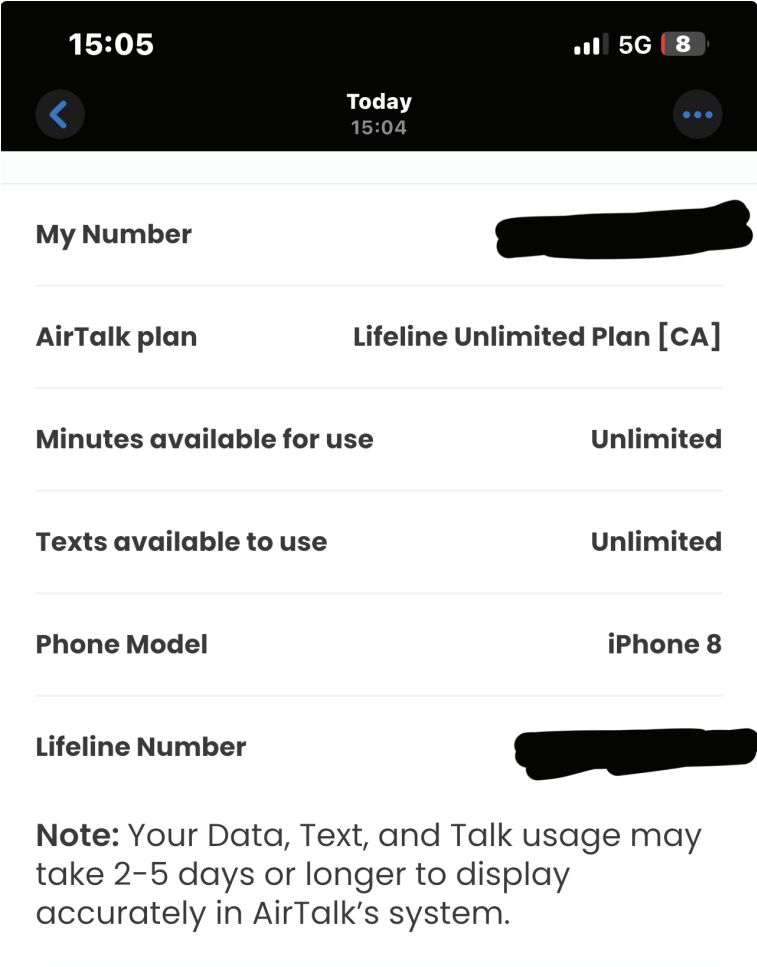 15:05 5G 8
Today
15:04
My Number
AirTalk plan Lifeline Unlimited Plan [CA]
Minutes available for use Unlimited
Texts available to use Unlimited
Phone Model iPhone 8
Lifeline Number
Note: Your Data, Text, and Talk usage may
take 2-5 days or longer to display
accurately in AirTalk’s system.